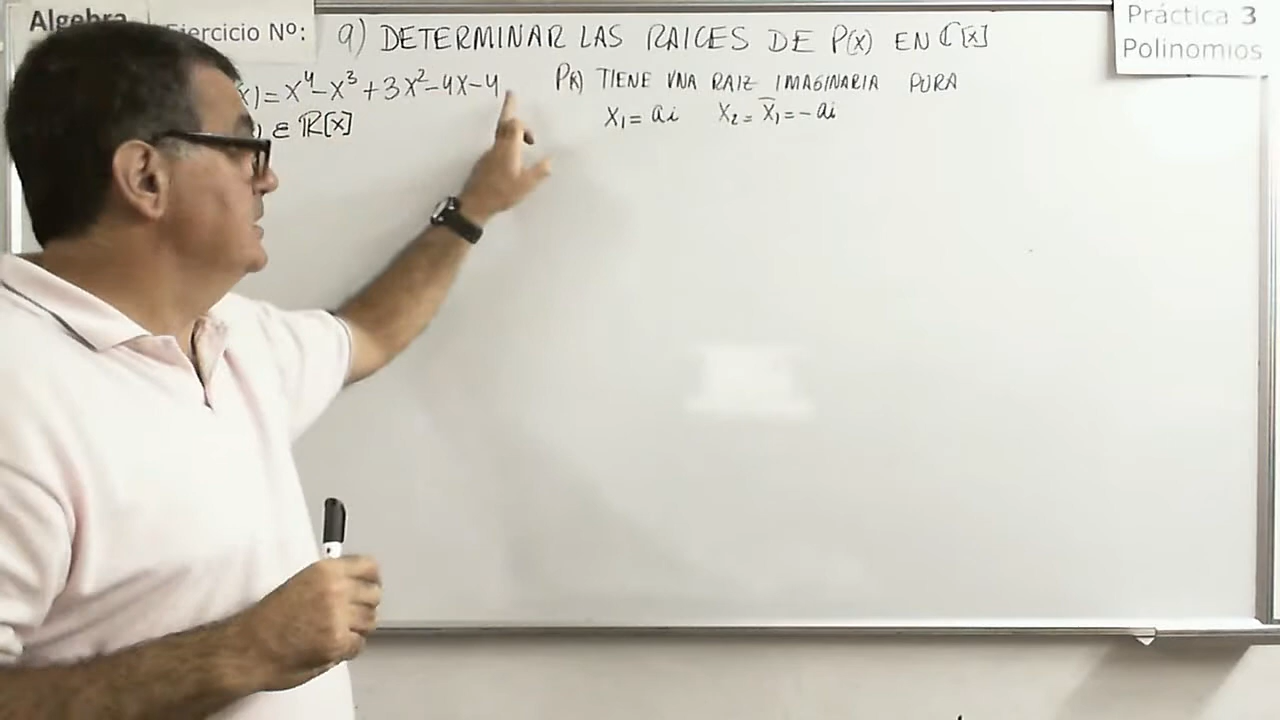 Algebra
Ejercicio Nº:
Práctica 3
Polinomios
a) DETERMINAR LAS RAICES DE P(x) EN ℂ[x]
x)=x⁴-x³+3x²-4x-4
) ∈ ℝ[x]
P(x) TIENE UNA RAIZ IMAGINARIA PURA
x₁= ai x₂= x̅₁=-ai